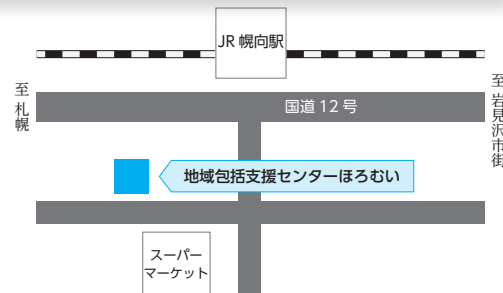 JR 幌向駅
至 札幌
国道 12 号
至 岩見沢市街
地域包括支援センターほろむい
スーパー
マーケット